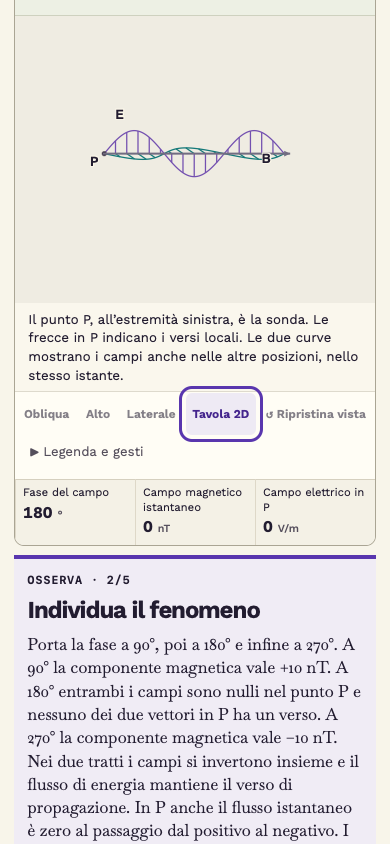 E
P
B
Il punto P, all’estremità sinistra, è la sonda. Le
frecce in P indicano i versi locali. Le due curve
mostrano i campi anche nelle altre posizioni, nello
stesso istante.
Obliqua Alto Laterale Tavola 2D ↺ Ripristina vista
▶ Legenda e gesti
Fase del campo
180 °
Campo magnetico
istantaneo
0 nT
Campo elettrico in
P
0 V/m
OSSERVA · 2/5
Individua il fenomeno
Porta la fase a 90°, poi a 180° e infine a 270°. A
90° la componente magnetica vale +10 nT. A
180° entrambi i campi sono nulli nel punto P e
nessuno dei due vettori in P ha un verso. A
270° la componente magnetica vale −10 nT.
Nei due tratti i campi si invertono insieme e il
flusso di energia mantiene il verso di
propagazione. In P anche il flusso istantaneo
è zero al passaggio dal positivo al negativo. I